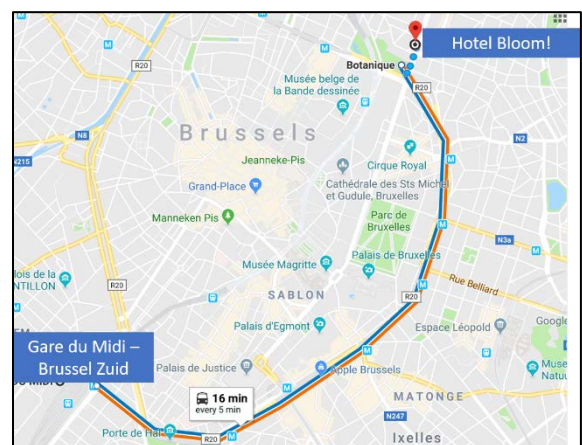 Hotel Bloom!
Botanique
R20
R20
Musée belge de
la Bande dessinée
N8
N2
N215
Brussels
Jeanneke-Pis
Cirque Royal
Grand-Place
Cathédrale des Sts Michel
et Gudule, Bruxelles
Manneken Pis
Parc de
Bruxelles
N3a
Musée Magritte
Palais de Bruxelles
Rue Belliard
SABLON
R20
Palais d'Egmont
Espace Léopold
Google
Gare du Midi –
Brussel Zuid
Palais de Justice
Apple Brussels
Muse
Natu
16 min
every 5 min
MATONGE
Porte de Hal
R20
N247
Ixelles